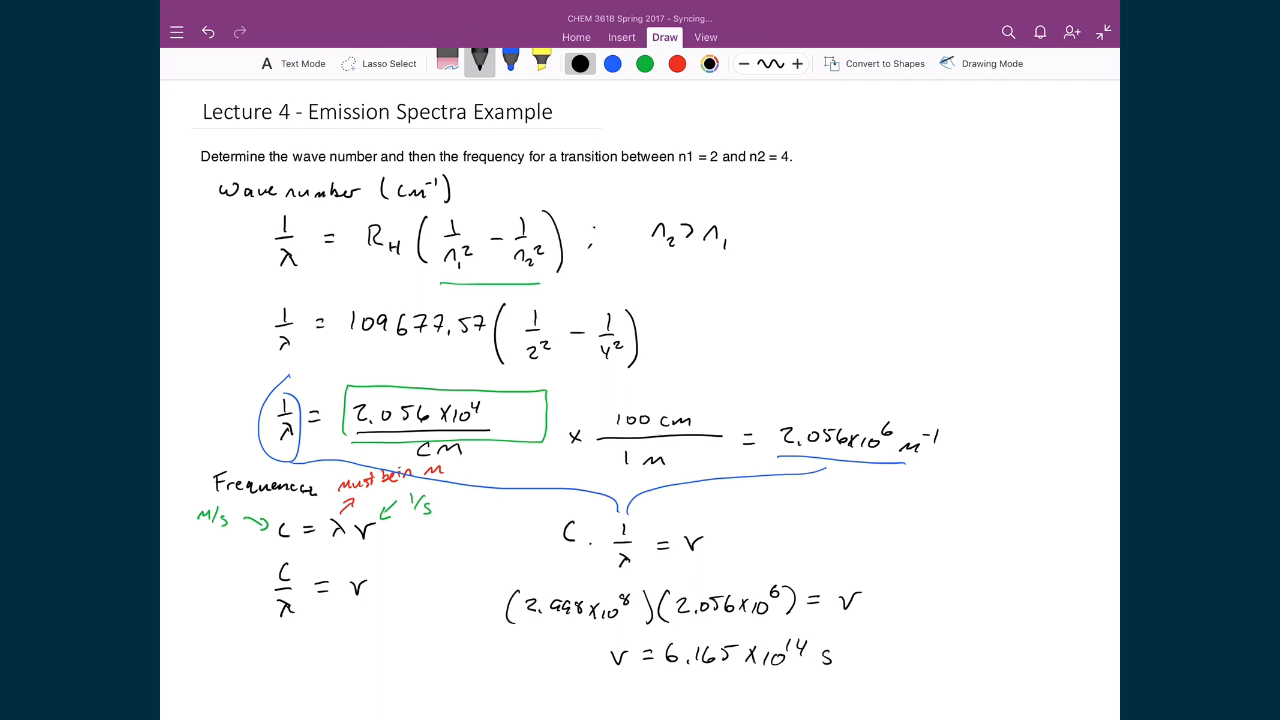 CHEM 361B Spring 2017 - Syncing...
Home Insert Draw View
A Text Mode Lasso Select Convert to Shapes Drawing Mode
Lecture 4 - Emission Spectra Example
Determine the wave number and then the frequency for a transition between n1 = 2 and n2 = 4.
Wave number (cm⁻¹)
1/λ = R_H (1/n₁² − 1/n₂²) ; n₂ > n₁
1/λ = 109677.57 (1/2² − 1/4²)
1/λ = 2.056 x10⁴/cm x 100 cm/1 m = 2.056x10⁶ m⁻¹
Frequency must be in m
m/s c = λν 1/s
c/λ = ν
c · 1/λ = ν
(2.998x10⁸)(2.056x10⁶) = ν
ν = 6.165x10¹⁴ s